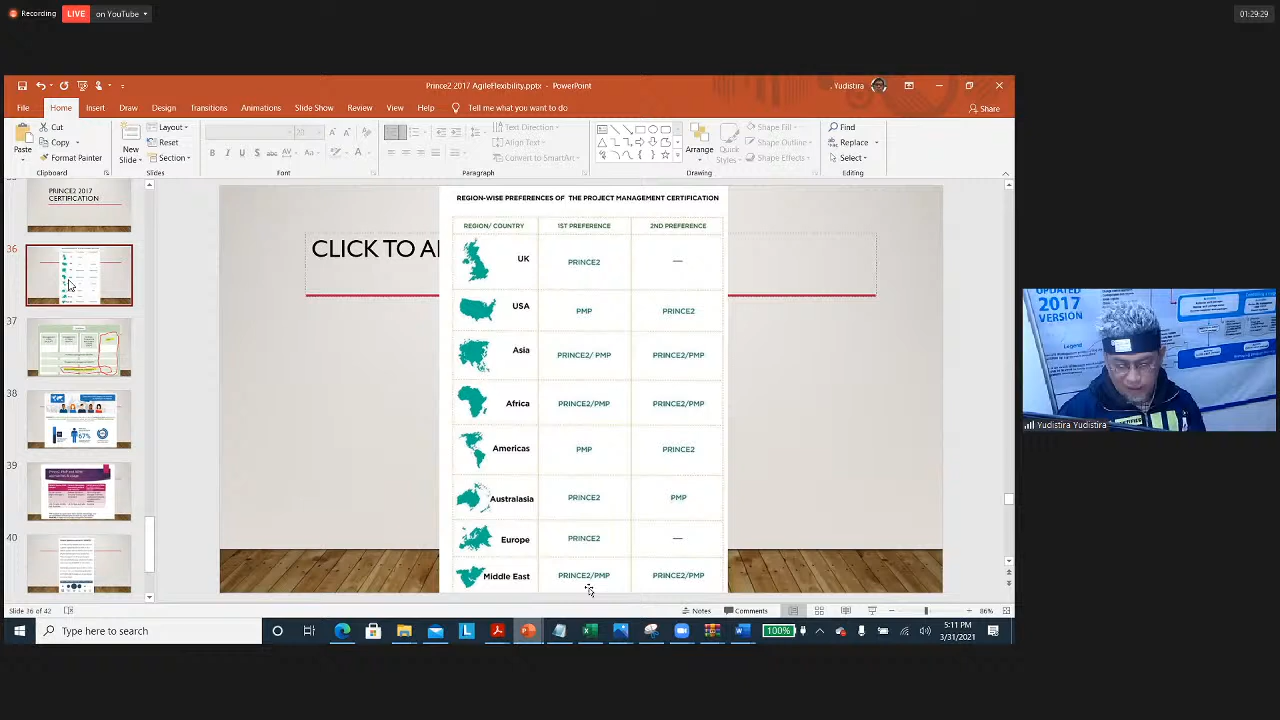 Recording LIVE on YouTube 01:29:29
Prince2 2017 AgileFlexibility.pptx - PowerPoint
Yudistira
File Home Insert Draw Design Transitions Animations Slide Show Review View Help Tell me what you want to do Share
Paste Cut Copy Format Painter
Clipboard
New Slide Layout Reset Section
Slides
Font
Text Direction Align Text Convert to SmartArt
Paragraph
Arrange Quick Styles Shape Fill Shape Outline Shape Effects
Drawing
Find Replace Select
Editing
PRINCE2 2017
CERTIFICATION
36
37
38
67%
39
40
CLICK TO
REGION-WISE PREFERENCES OF THE PROJECT MANAGEMENT CERTIFICATION
REGION/ COUNTRY 1ST PREFERENCE 2ND PREFERENCE
UK PRINCE2 —
USA PMP PRINCE2
Asia PRINCE2/ PMP PRINCE2/PMP
Africa PRINCE2/PMP PRINCE2/PMP
Americas PMP PRINCE2
Australasia PRINCE2 PMP
Europe PRINCE2 —
Middle East PRINCE2/PMP PRINCE2/PMP
UPDATED
2017
VERSION
Legend
Yudistira Yudistira
Slide 36 of 42 Notes Comments 86%
Type here to search
100%
5:11 PM
3/31/2021